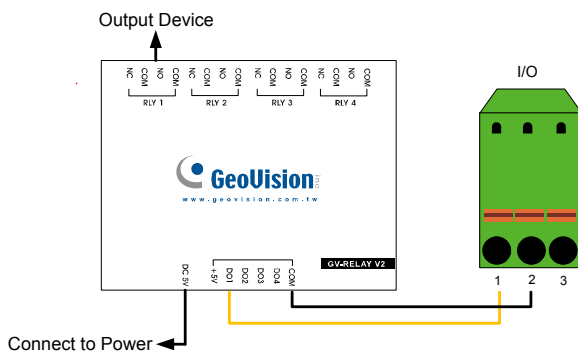 Output Device
NC COM NO COM NC COM NO COM NC COM NO COM NC COM NO COM
RLY 1 RLY 2 RLY 3 RLY 4
I/O
GeoVision inc
www.geovision.com.tw
GV-RELAY V2
DC 5V +5V DO1 DO2 DO3 DO4 COM
1 2 3
Connect to Power